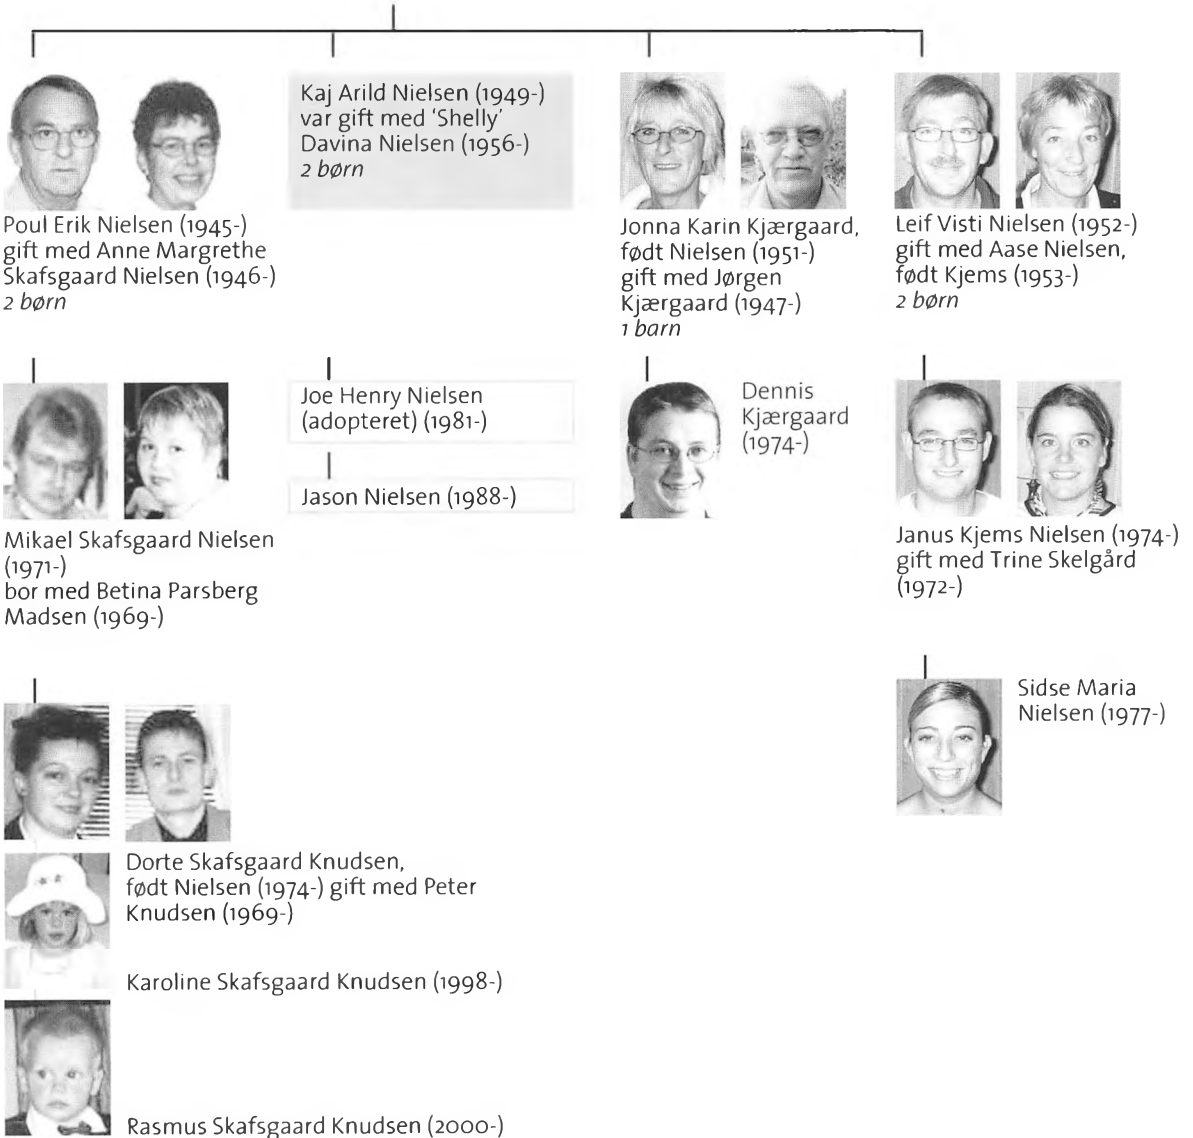 Poul Erik Nielsen (1945-)
gift med Anne Margrethe
Skafsgaard Nielsen (1946-)
2 børn
Kaj Arild Nielsen (1949-)
var gift med ‘Shelly’
Davina Nielsen (1956-)
2 børn
Jonna Karin Kjærgaard,
født Nielsen (1951-)
gift med Jørgen
Kjærgaard (1947-)
1 barn
Leif Visti Nielsen (1952-)
gift med Aase Nielsen,
født Kjems (1953-)
2 børn
Mikael Skafsgaard Nielsen
(1971-)
bor med Betina Parsberg
Madsen (1969-)
Joe Henry Nielsen
(adopteret) (1981-)
Jason Nielsen (1988-)
Dennis
Kjærgaard
(1974-)
Janus Kjems Nielsen (1974-)
gift med Trine Skelgård
(1972-)
Sidse Maria
Nielsen (1977-)
Dorte Skafsgaard Knudsen,
født Nielsen (1974-) gift med Peter
Knudsen (1969-)
Karoline Skafsgaard Knudsen (1998-)
Rasmus Skafsgaard Knudsen (2000-)